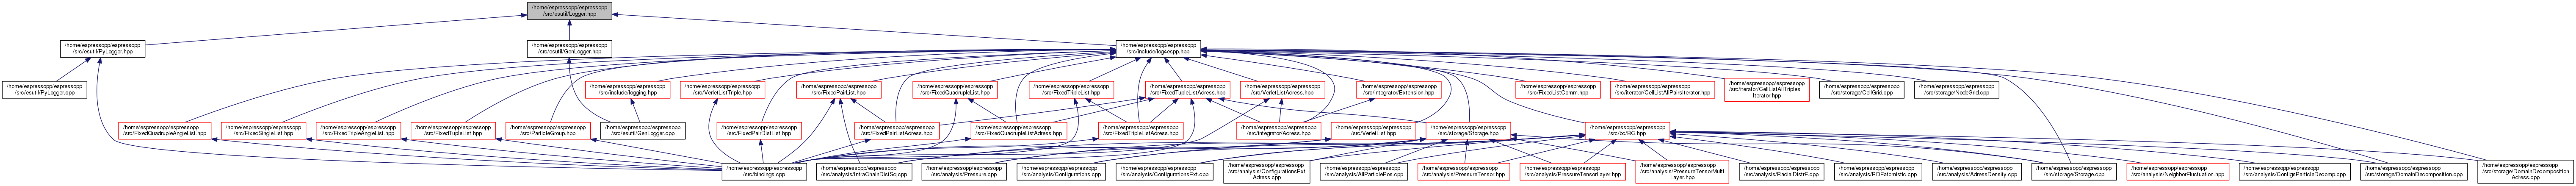 /home/espressopp/espressopp
/src/esutil/Logger.hpp
/home/espressopp/espressopp
/src/esutil/PyLogger.hpp
/home/espressopp/espressopp
/src/esutil/GenLogger.hpp
/home/espressopp/espressopp
/src/include/log4espp.hpp
/home/espressopp/espressopp
/src/esutil/PyLogger.cpp
/home/espressopp/espressopp
/src/include/logging.hpp
/home/espressopp/espressopp
/src/VerletListTriple.hpp
/home/espressopp/espressopp
/src/FixedPairList.hpp
/home/espressopp/espressopp
/src/FixedQuadrupleList.hpp
/home/espressopp/espressopp
/src/FixedTripleList.hpp
/home/espressopp/espressopp
/src/FixedTupleListAdress.hpp
/home/espressopp/espressopp
/src/VerletListAdress.hpp
/home/espressopp/espressopp
/src/integrator/Extension.hpp
/home/espressopp/espressopp
/src/FixedListComm.hpp
/home/espressopp/espressopp
/src/iterator/CellListAllPairsIterator.hpp
/home/espressopp/espressopp
/src/iterator/CellListAllTriples
Iterator.hpp
/home/espressopp/espressopp
/src/storage/CellGrid.cpp
/home/espressopp/espressopp
/src/storage/NodeGrid.cpp
/home/espressopp/espressopp
/src/FixedQuadrupleAngleList.hpp
/home/espressopp/espressopp
/src/FixedSingleList.hpp
/home/espressopp/espressopp
/src/FixedTripleAngleList.hpp
/home/espressopp/espressopp
/src/FixedTupleList.hpp
/home/espressopp/espressopp
/src/ParticleGroup.hpp
/home/espressopp/espressopp
/src/esutil/GenLogger.cpp
/home/espressopp/espressopp
/src/FixedPairDistList.hpp
/home/espressopp/espressopp
/src/FixedPairListAdress.hpp
/home/espressopp/espressopp
/src/FixedQuadrupleListAdress.hpp
/home/espressopp/espressopp
/src/FixedTripleListAdress.hpp
/home/espressopp/espressopp
/src/integrator/Adress.hpp
/home/espressopp/espressopp
/src/VerletList.hpp
/home/espressopp/espressopp
/src/storage/Storage.hpp
/home/espressopp/espressopp
/src/bc/BC.hpp
/home/espressopp/espressopp
/src/bindings.cpp
/home/espressopp/espressopp
/src/analysis/IntraChainDistSq.cpp
/home/espressopp/espressopp
/src/analysis/Pressure.cpp
/home/espressopp/espressopp
/src/analysis/Configurations.cpp
/home/espressopp/espressopp
/src/analysis/ConfigurationsExt.cpp
/home/espressopp/espressopp
/src/analysis/ConfigurationsExt
Adress.cpp
/home/espressopp/espressopp
/src/analysis/AllParticlePos.cpp
/home/espressopp/espressopp
/src/analysis/PressureTensor.hpp
/home/espressopp/espressopp
/src/analysis/PressureTensorLayer.hpp
/home/espressopp/espressopp
/src/analysis/PressureTensorMulti
Layer.hpp
/home/espressopp/espressopp
/src/analysis/RadialDistrF.cpp
/home/espressopp/espressopp
/src/analysis/RDFatomistic.cpp
/home/espressopp/espressopp
/src/analysis/AdressDensity.cpp
/home/espressopp/espressopp
/src/storage/Storage.cpp
/home/espressopp/espressopp
/src/analysis/NeighborFluctuation.hpp
/home/espressopp/espressopp
/src/analysis/ConfigsParticleDecomp.cpp
/home/espressopp/espressopp
/src/storage/DomainDecomposition.cpp
/home/espressopp/espressopp
/src/storage/DomainDecomposition
Adress.cpp